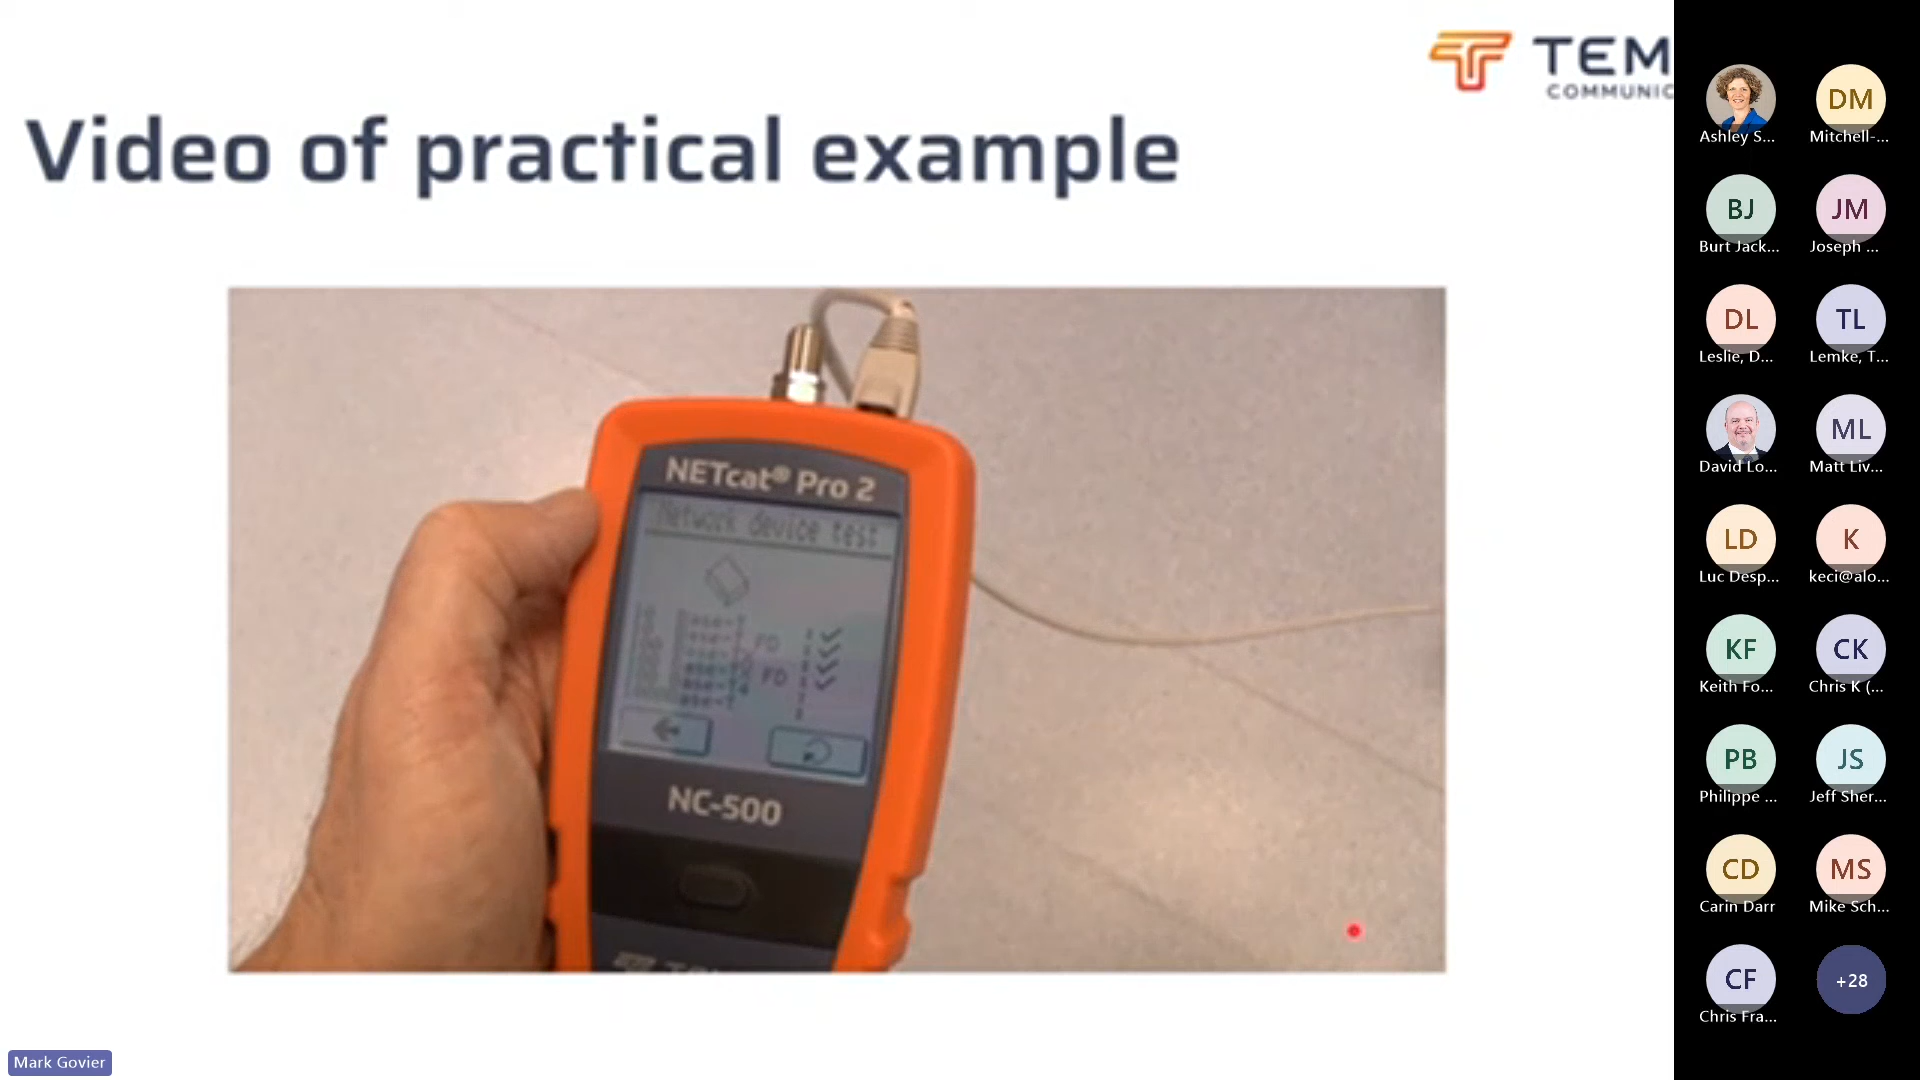 TEM
COMMUNIC
Video of practical example
NETcat® Pro 2
Network device test
FD
FD
NC-500
Mark Govier
Ashley S...
DM
Mitchell-...
BJ
Burt Jack...
JM
Joseph ...
DL
Leslie, D...
TL
Lemke, T...
David Lo...
ML
Matt Liv...
LD
Luc Desp...
K
keci@alo...
KF
Keith Fo...
CK
Chris K (...
PB
Philippe ...
JS
Jeff Sher...
CD
Carin Darr
MS
Mike Sch...
CF
Chris Fra...
+28